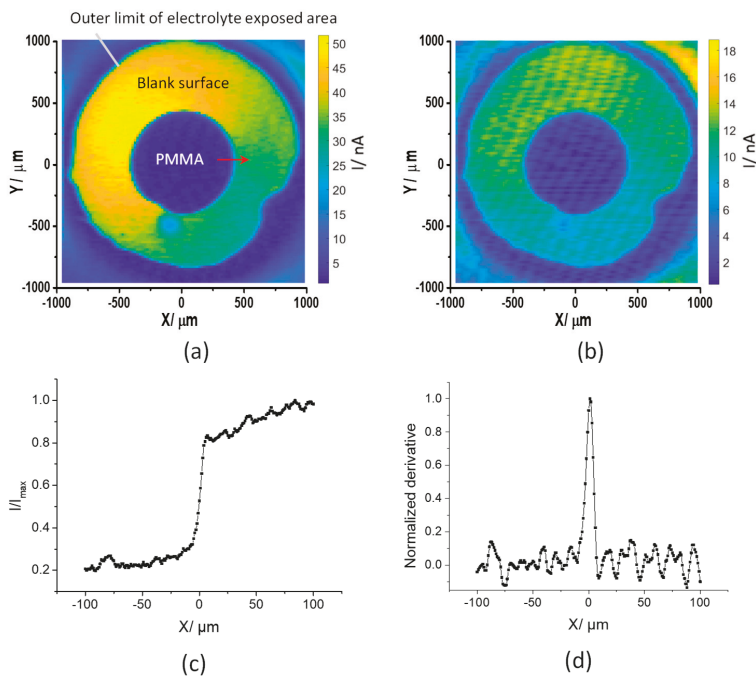 Outer limit of electrolyte exposed area
Blank surface
PMMA
1000
500
0
-500
-1000
Y/ μm
-1000 -500 0 500 1000
X/ μm
50
45
40
35
30
25
20
15
10
5
I/ nA
(a)
1000
500
0
-500
-1000
Y/ μm
-1000 -500 0 500 1000
X/ μm
18
16
14
12
10
8
6
4
2
I/ nA
(b)
1.0
0.8
0.6
0.4
0.2
I/Imax
-100 -50 0 50 100
X/ μm
(c)
1.0
0.8
0.6
0.4
0.2
0.0
Normalized derivative
-100 -50 0 50 100
X/ μm
(d)